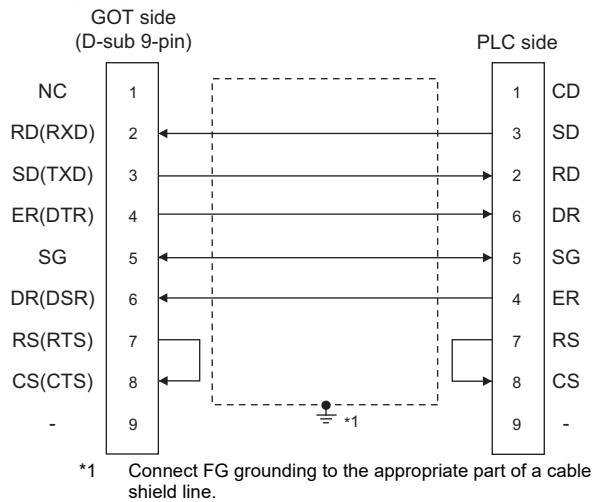 GOT side
(D-sub 9-pin)
PLC side
NC 1 1 CD
RD(RXD) 2 3 SD
SD(TXD) 3 2 RD
ER(DTR) 4 6 DR
SG 5 5 SG
DR(DSR) 6 4 ER
RS(RTS) 7 7 RS
CS(CTS) 8 8 CS
- 9 *1 9 -
*1 Connect FG grounding to the appropriate part of a cable
shield line.